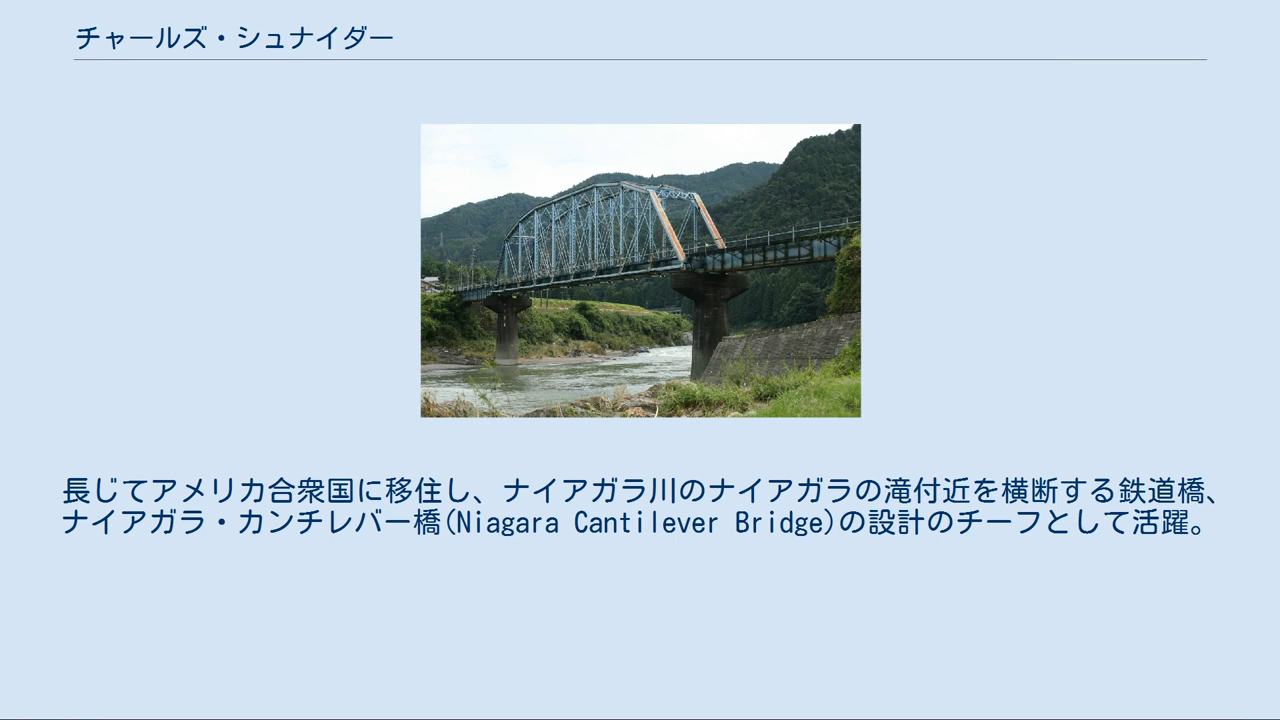 チャールズ・シュナイダー
長じてアメリカ合衆国に移住し、ナイアガラ川のナイアガラの滝付近を横断する鉄道橋、
ナイアガラ・カンチレバー橋(Niagara Cantilever Bridge)の設計のチーフとして活躍。